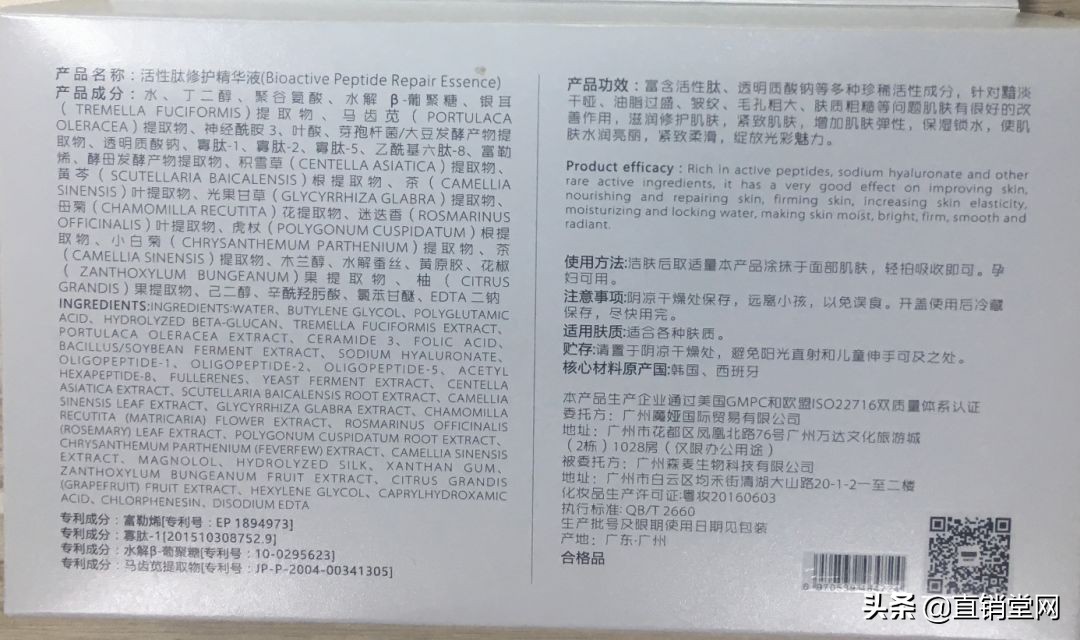 产品名称：活性肽修护精华液(Bioactive Peptide Repair Essence)
产品成分：水、丁二醇、聚谷氨酸、水解 β-葡聚糖、银耳
（TREMELLA FUCIFORMIS）提取物、马齿苋（PORTULACA
OLERACEA）提取物、神经酰胺 3、叶酸、芽孢杆菌/大豆发酵产物提
取物、透明质酸钠、寡肽-1、寡肽-2、寡肽-5、乙酰基六肽-8、富勒
烯、酵母发酵产物提取物、积雪草(CENTELLA ASIATICA) 提取物、
黄芩（SCUTELLARIA BAICALENSIS）根提取物、茶（CAMELLIA
SINENSIS) 叶提取物、光果甘草 (GLYCYRRHIZA GLABRA) 提取物、
母菊(CHAMOMILLA RECUTITA) 花提取物、迷迭香 (ROSMARINUS
OFFICINALIS) 叶提取物、虎杖（POLYGONUM CUSPIDATUM）根提
取物、小白菊（CHRYSANTHEMUM PARTHENIUM）提取物、茶
(CAMELLIA SINENSIS ) 提取物、木兰醇、水解蚕丝、黄原胶、花椒
（ZANTHOXYLUM BUNGEANUM）果提取物、柚（CITRUS
GRANDIS）果提取物、己二醇、辛酰羟肟酸、氯苯甘醚、EDTA 二钠
INGREDIENTS:INGREDIENTS:WATER, BUTYLENE GLYCOL, POLYGLUTAMIC
ACID, HYDROLYZED BETA-GLUCAN, TREMELLA FUCIFORMIS EXTRACT,
PORTULACA OLERACEA EXTRACT, CERAMIDE 3, FOLIC ACID,
BACILLUS/SOYBEAN FERMENT EXTRACT, SODIUM HYALURONATE,
OLIGOPEPTIDE-1, OLIGOPEPTIDE-2, OLIGOPEPTIDE-5, ACETYL
HEXAPEPTIDE-8, FULLERENES, YEAST FERMENT EXTRACT, CENTELLA
ASIATICA EXTRACT, SCUTELLARIA BAICALENSIS ROOT EXTRACT, CAMELLIA
SINENSIS LEAF EXTRACT, GLYCYRRHIZA GLABRA EXTRACT, CHAMOMILLA
RECUTITA (MATRICARIA) FLOWER EXTRACT, ROSMARINUS OFFICINALIS
(ROSEMARY) LEAF EXTRACT, POLYGONUM CUSPIDATUM ROOT EXTRACT,
CHRYSANTHEMUM PARTHENIUM (FEVERFEW) EXTRACT, CAMELLIA SINENSIS
EXTRACT, MAGNOLOL, HYDROLYZED SILK, XANTHAN GUM,
ZANTHOXYLUM BUNGEANUM FRUIT EXTRACT, CITRUS GRANDIS
(GRAPEFRUIT) FRUIT EXTRACT, HEXYLENE GLYCOL, CAPRYLHYDROXAMIC
ACID, CHLORPHENESIN, DISODIUM EDTA
专利成分：富勒烯[专利号：EP 1894973]
专利成分：寡肽-1[201510308752.9]
专利成分：水解β-葡聚糖[专利号：10-0295623]
专利成分：马齿苋提取物[专利号：JP-P-2004-00341305]
产品功效：富含活性肽、透明质酸钠等多种珍稀活性成分，针对黯淡
干哑、油脂过盛、皱纹、毛孔粗大、肤质粗糙等问题肌肤有很好的改
善作用，滋润修护肌肤，紧致肌肤，增加肌肤弹性，保湿锁水，使肌
肤水润亮丽，紧致柔滑，绽放光彩魅力。
Product efficacy : Rich in active peptides, sodium hyaluronate and other
rare active ingredients, it has a very good effect on improving skin,
nourishing and repairing skin, firming skin, increasing skin elasticity,
moisturizing and locking water, making skin moist, bright, firm, smooth and
radiant.
使用方法:洁肤后取适量本产品涂抹于面部肌肤，轻拍吸收即可。孕
妇可用。
注意事项:阴凉干燥处保存，远离小孩，以免误食。开盖使用后冷藏
保存，尽快用完。
适用肤质:适合各种肤质。
贮存:请置于阴凉干燥处，避免阳光直射和儿童伸手可及之处。
核心材料原产国:韩国、西班牙
本产品生产企业通过美国GMPC和欧盟ISO22716双质量体系认证
委托方：广州魔娅国际贸易有限公司
地址：广州市花都区凤凰北路76号广州万达文化旅游城
（2栋）1028房（仅限办公用途）
被委托方：广州森麦生物科技有限公司
地址：广州市白云区均禾街清湖大山路20-1-2一至二楼
化妆品生产许可证:粤妆20160603
执行标准: QB/T 2660
生产批号及限期使用日期见包装
产地：广东·广州
合格品
头条 @直销堂网